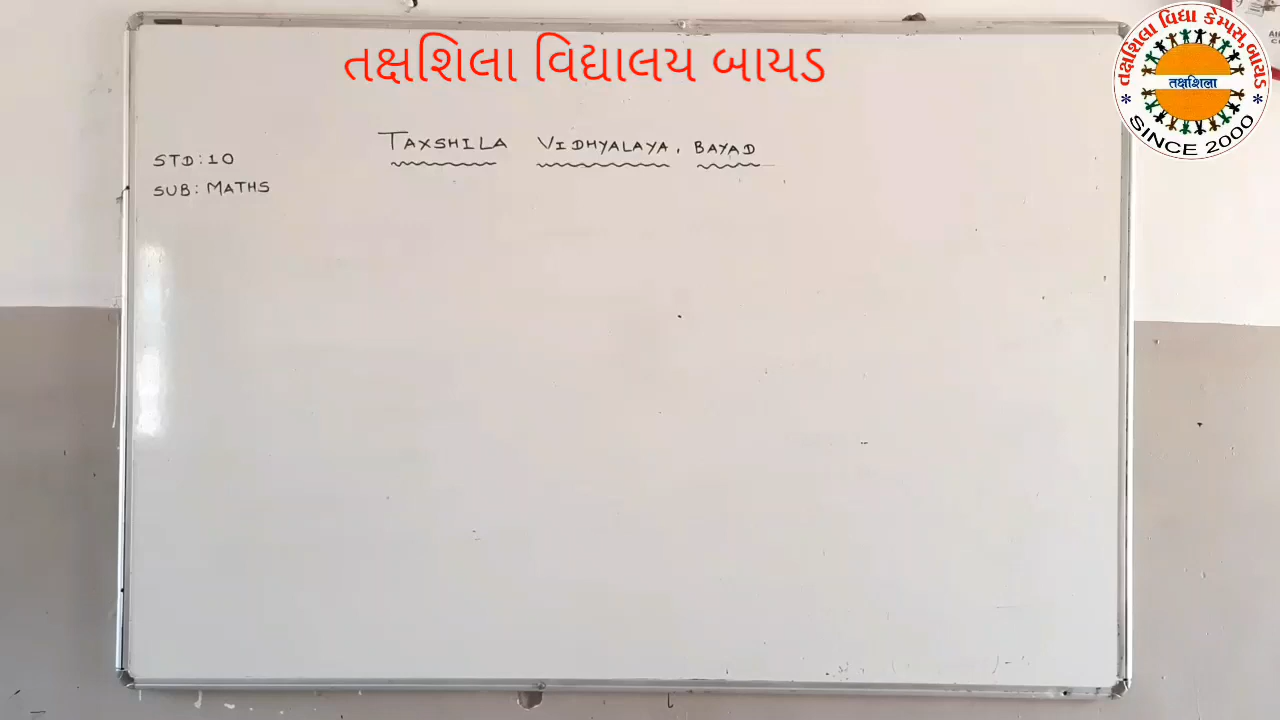 તક્ષશિલા વિદ્યાલય બાયડ
તક્ષશિલા વિદ્યા કેમ્પસ, બાયડ
તક્ષશિલા
* SINCE 2000 *
TAXSHILA VIDHYALAYA, BAYAD
STD: 10
SUB: MATHS